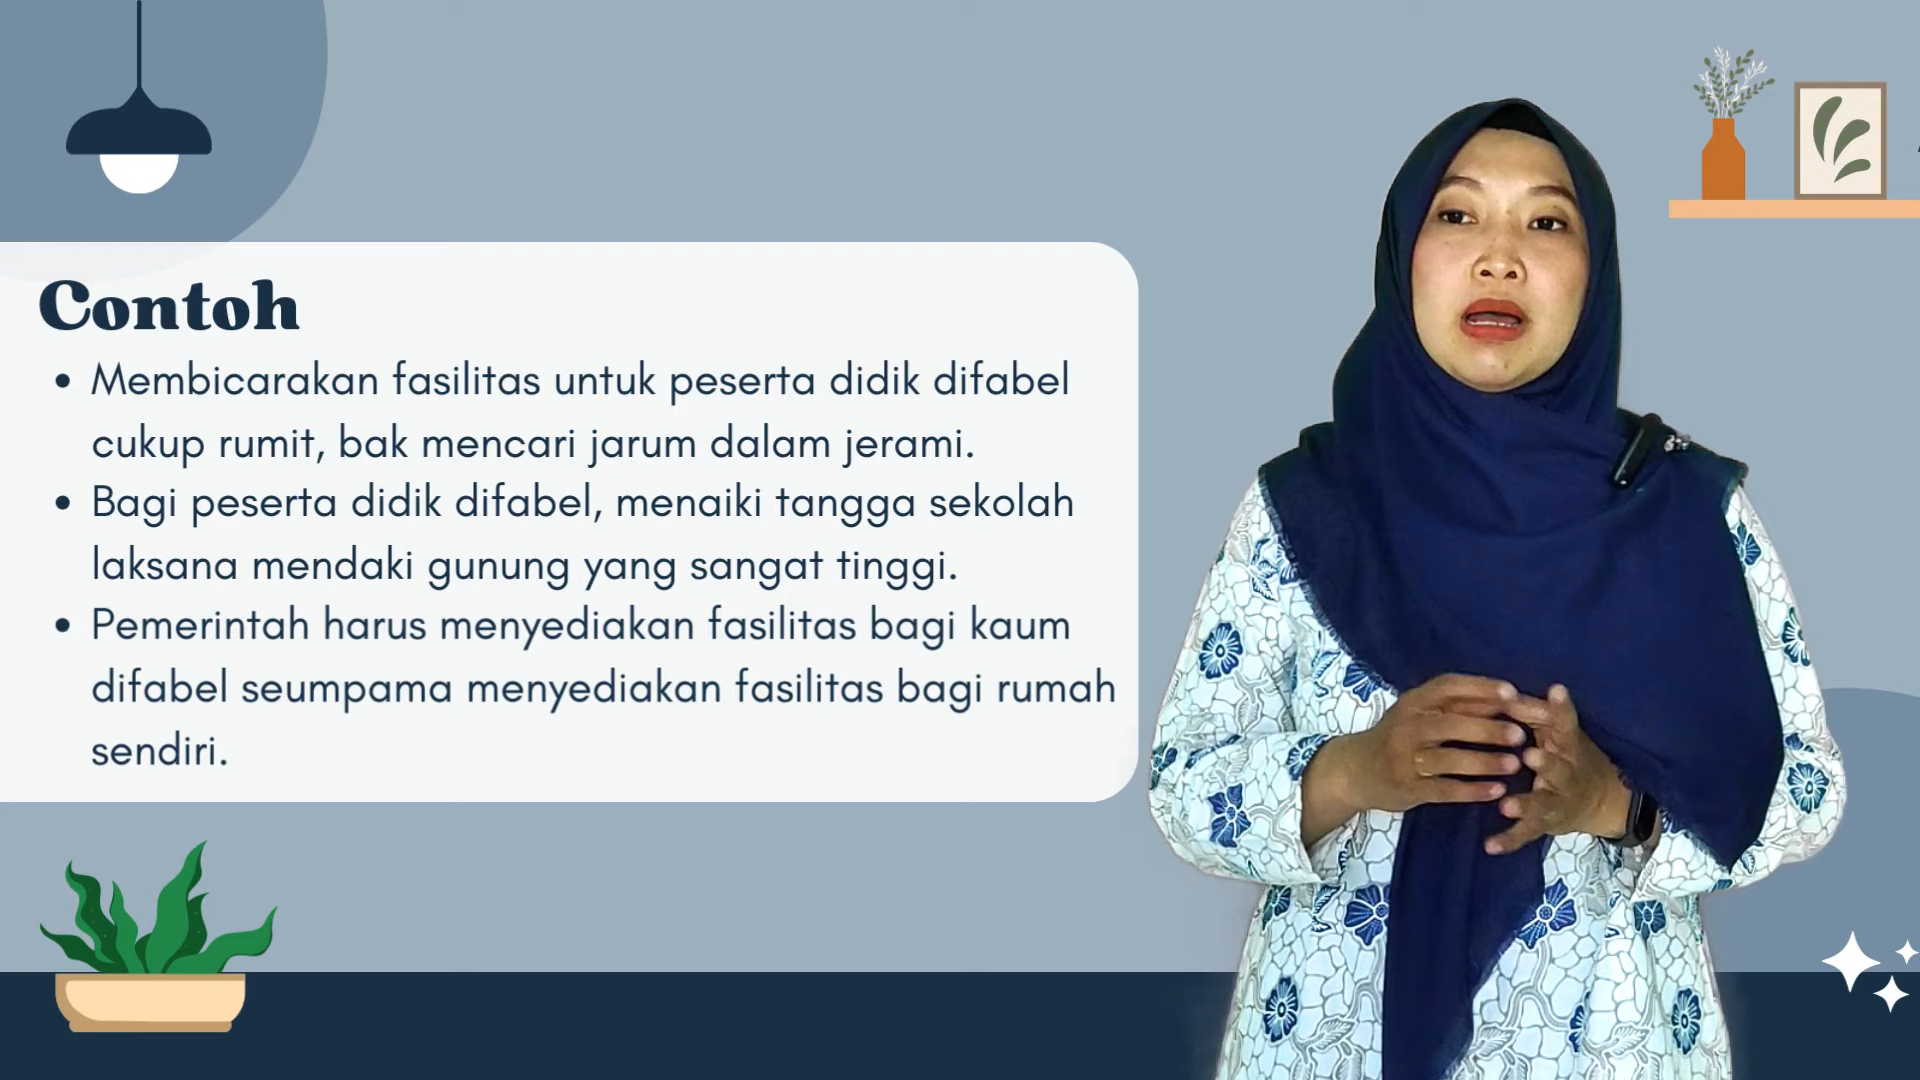 Contoh
• Membicarakan fasilitas untuk peserta didik difabel
cukup rumit, bak mencari jarum dalam jerami.
• Bagi peserta didik difabel, menaiki tangga sekolah
laksana mendaki gunung yang sangat tinggi.
• Pemerintah harus menyediakan fasilitas bagi kaum
difabel seumpama menyediakan fasilitas bagi rumah
sendiri.